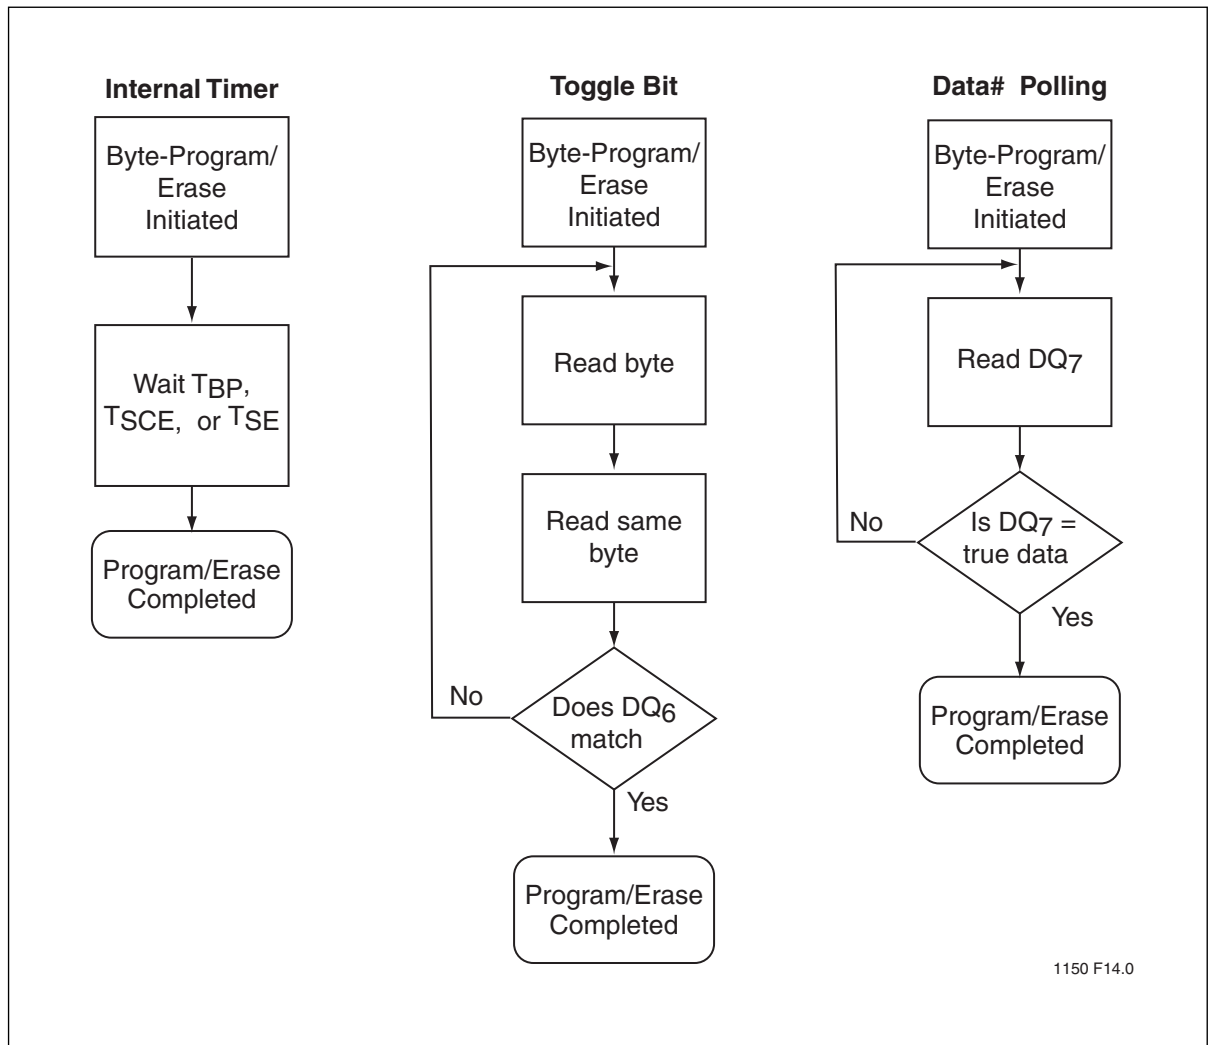 Internal Timer
Byte-Program/
Erase
Initiated
Wait TBP,
TSCE, or TSE
Program/Erase
Completed
Toggle Bit
Byte-Program/
Erase
Initiated
Read byte
Read same
byte
Does DQ6
match
No
Yes
Program/Erase
Completed
Data# Polling
Byte-Program/
Erase
Initiated
Read DQ7
Is DQ7 =
true data
No
Yes
Program/Erase
Completed
1150 F14.0